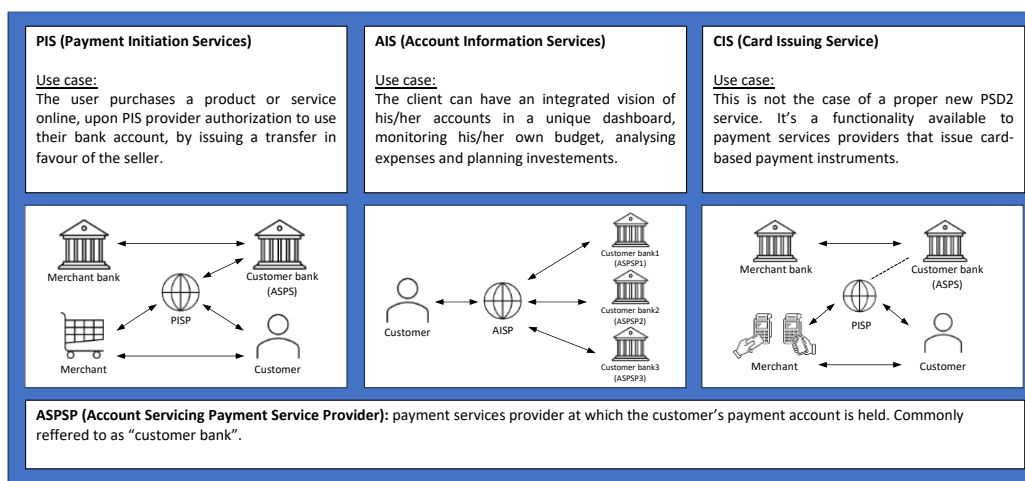 PIS (Payment Initiation Services)
Use case:
The user purchases a product or service
online, upon PIS provider authorization to use
their bank account, by issuing a transfer in
favour of the seller.
AIS (Account Information Services)
Use case:
The client can have an integrated vision of
his/her accounts in a unique dashboard,
monitoring his/her own budget, analysing
expenses and planning investements.
CIS (Card Issuing Service)
Use case:
This is not the case of a proper new PSD2
service. It's a functionality available to
payment services providers that issue card-
based payment instruments.
Merchant bank
Customer bank
(ASPS)
PISP
Merchant
Customer
Customer
AISP
Customer bank1
(ASPSP1)
Customer bank2
(ASPSP2)
Customer bank3
(ASPSP3)
Merchant bank
Customer bank
(ASPS)
PISP
Merchant
Customer
ASPSP (Account Servicing Payment Service Provider): payment services provider at which the customer's payment account is held. Commonly
reffered to as “customer bank”.